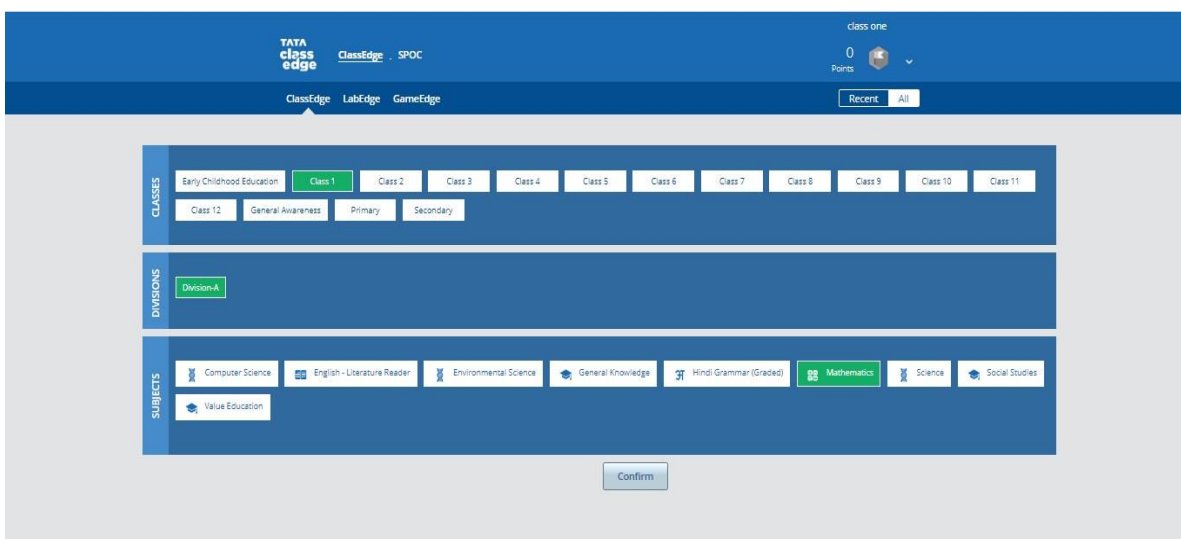 class one
TATA
class
edge
ClassEdge . SPOC
0
Points
ClassEdge LabEdge GameEdge
Recent All
CLASSES
Early Childhood Education Class 1 Class 2 Class 3 Class 4 Class 5 Class 6 Class 7 Class 8 Class 9 Class 10 Class 11
Class 12 General Awareness Primary Secondary
DIVISIONS
Division-A
SUBJECTS
Computer Science English - Literature Reader Environmental Science General Knowledge अ Hindi Grammar (Graded) Mathematics Science Social Studies
Value Education
Confirm